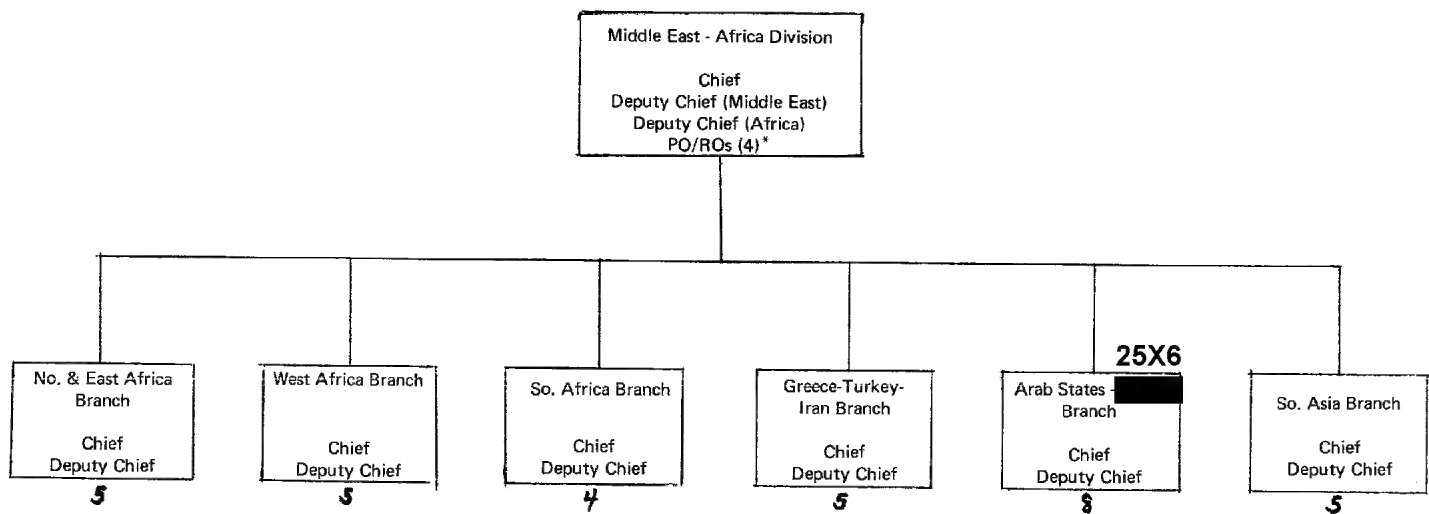 Middle East - Africa Division
Chief
Deputy Chief (Middle East)
Deputy Chief (Africa)
PO/ROs (4)*
No. & East Africa
Branch
Chief
Deputy Chief
5
West Africa Branch
Chief
Deputy Chief
5
So. Africa Branch
Chief
Deputy Chief
4
Greece-Turkey-
Iran Branch
Chief
Deputy Chief
5
25X6
Arab States -
Branch
Chief
Deputy Chief
8
So. Asia Branch
Chief
Deputy Chief
5